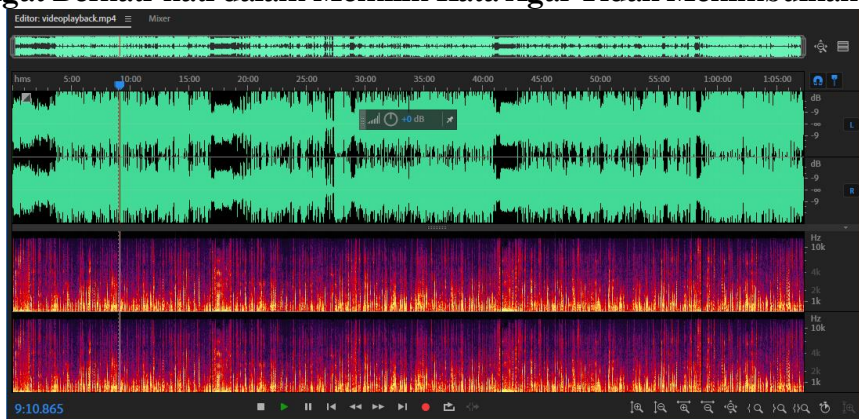 Editor: videoplayback.mp4 Mixer
hms 5:00 10:00 15:00 20:00 25:00 30:00 35:00 40:00 45:00 50:00 55:00 1:00:00 1:05:00
dB
-9
-∞
-9
L
+0 dB
dB
-9
-∞
-9
R
Hz
10k
4k
2k
1k
Hz
10k
4k
2k
1k
9:10.865